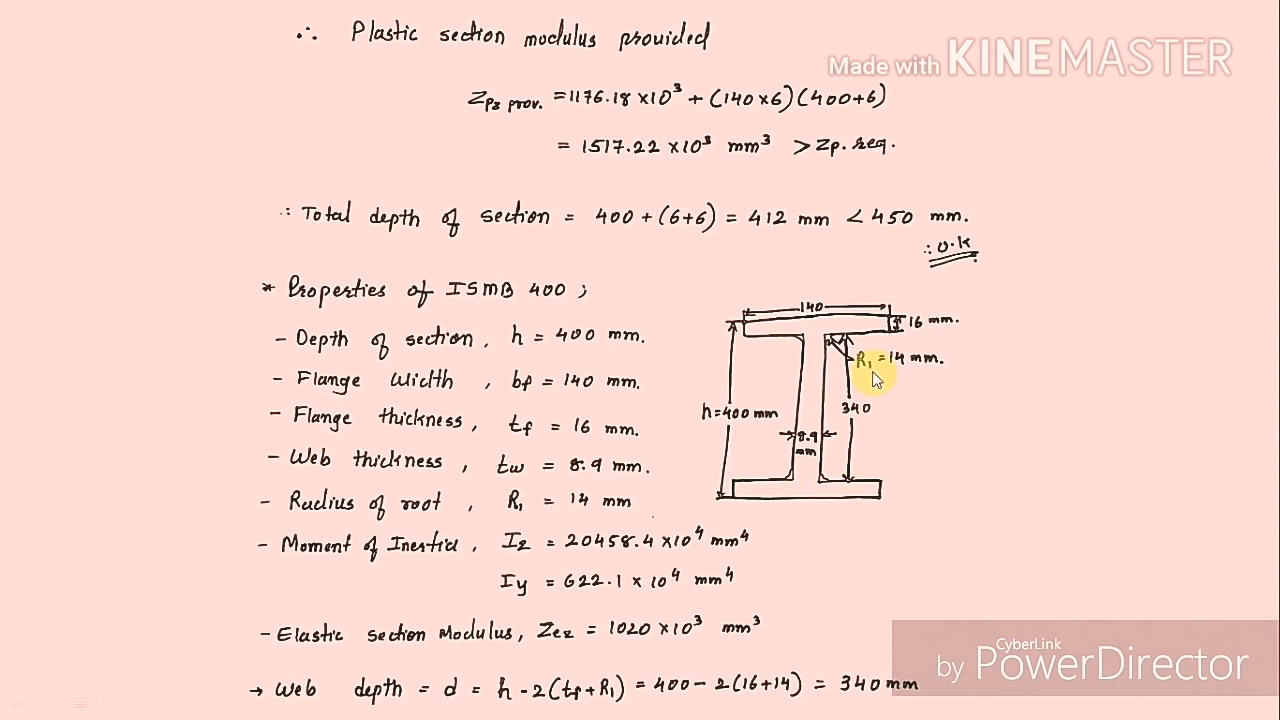 ∴ Plastic section modulus provided
Made with KINEMASTER
Zpz prov. = 1176.18 × 10³ + (140×6) (400+6)
= 1517.22 × 10³ mm³ > Zp. req.
∴ Total depth of section = 400 + (6+6) = 412 mm < 450 mm.
∴ O.K
* Properties of ISMB 400 ;
- Depth of section, h = 400 mm.
- Flange Width, bf = 140 mm.
- Flange thickness, tf = 16 mm.
- Web thickness, tw = 8.9 mm.
- Radius of root, R₁ = 14 mm
- Moment of Inertia, Iz = 20458.4 × 10⁴ mm⁴
Iy = 622.1 × 10⁴ mm⁴
- Elastic section Modulus, Zez = 1020 × 10³ mm³
→ Web depth = d = h - 2(tf + R₁) = 400 - 2(16+14) = 340 mm
140
16 mm.
R₁ = 14 mm.
h = 400 mm
340
8.9
mm
CyberLink
by PowerDirector